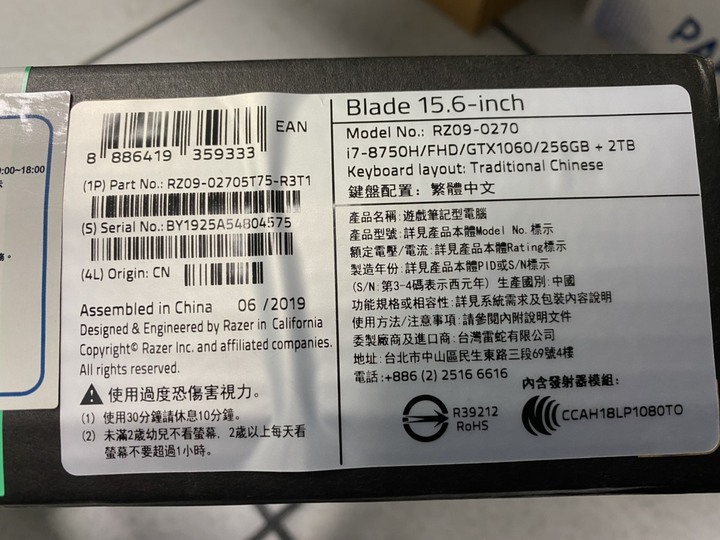 EAN
8 886419 359333
(1P) Part No.: RZ09-02705T75-R3T1
(S) Serial No.: BY1925A54804575
(4L) Origin: CN
Assembled in China 06 /2019
Designed & Engineered by Razer in California
Copyright© Razer Inc. and affiliated companies.
All rights reserved.
使用過度恐傷害視力。
(1) 使用30分鐘請休息10分鐘。
(2) 未滿2歲幼兒不看螢幕，2歲以上每天看
螢幕不要超過1小時。
Blade 15.6-inch
Model No.: RZ09-0270
i7-8750H/FHD/GTX1060/256GB + 2TB
Keyboard layout: Traditional Chinese
鍵盤配置：繁體中文
產品名稱:遊戲筆記型電腦
產品型號:詳見產品本體Model No.標示
額定電壓/電流:詳見產品本體Rating標示
製造年份:詳見產品本體PID或S/N標示
(S/N:第3-4碼表示西元年) 生產國別:中國
功能規格或相容性:詳見系統需求及包裝內容說明
使用方法/注意事項:請參閱內附說明文件
委製廠商及進口商:台灣雷蛇有限公司
地址:台北市中山區民生東路三段69號4樓
電話:+886 (2) 2516 6616
內含發射器模組:
R39212
RoHS
CCAH18LP1080T0
9:00~18:00
PA